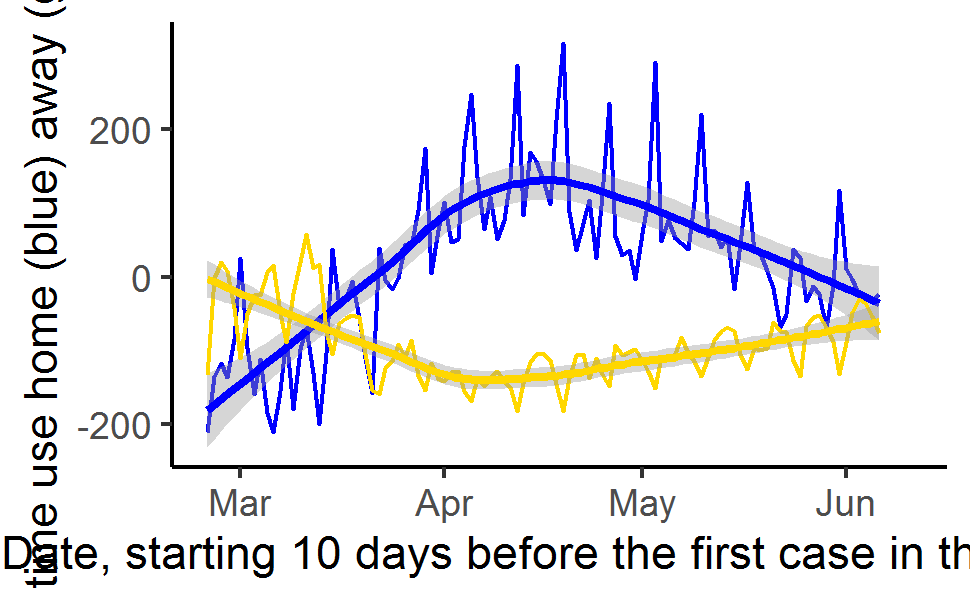 time use home (blue) away (
200
0
-200
Mar Apr May Jun
Date, starting 10 days before the first case in th